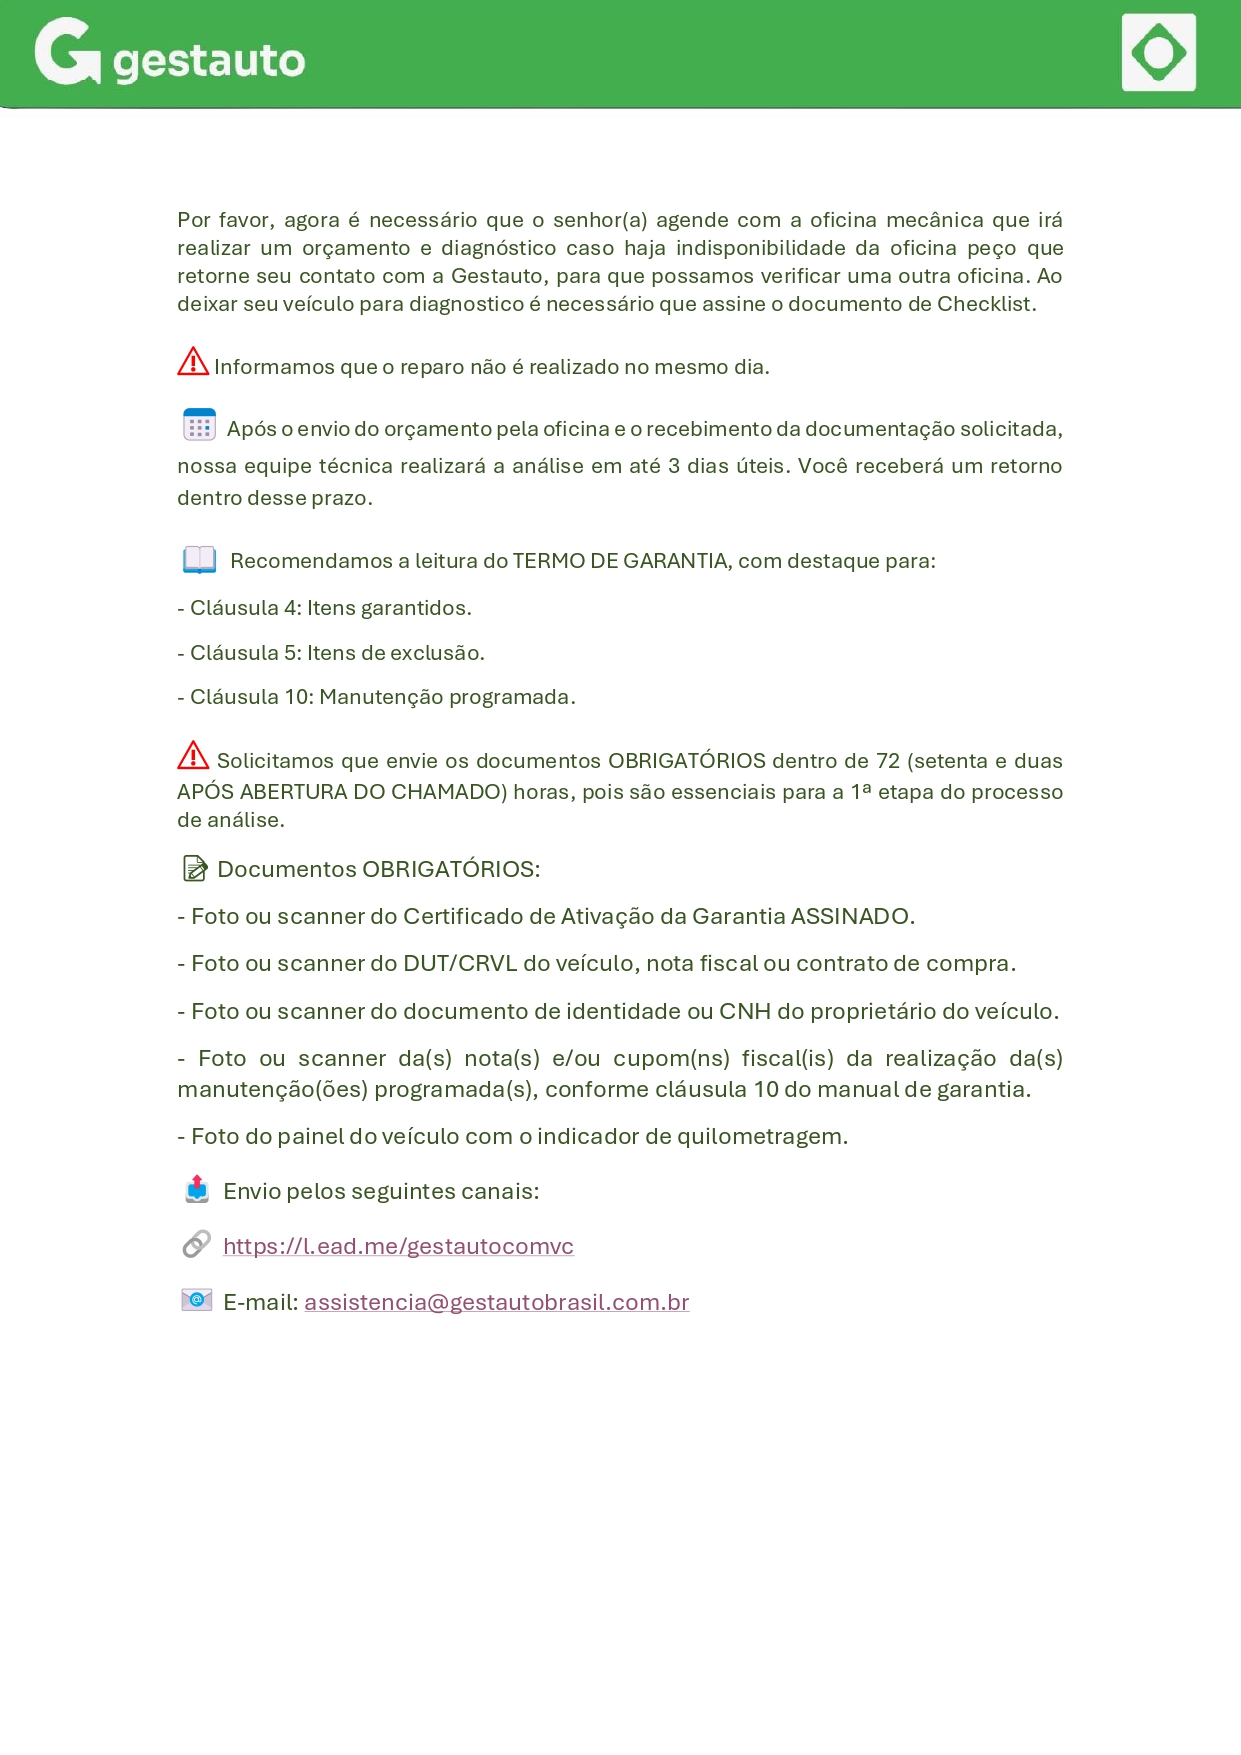 gestauto
Por favor, agora é necessário que o senhor(a) agende com a oficina mecânica que irá
realizar um orçamento e diagnóstico caso haja indisponibilidade da oficina peço que
retorne seu contato com a Gestauto, para que possamos verificar uma outra oficina. Ao
deixar seu veículo para diagnostico é necessário que assine o documento de Checklist.
Informamos que o reparo não é realizado no mesmo dia.
Após o envio do orçamento pela oficina e o recebimento da documentação solicitada,
nossa equipe técnica realizará a análise em até 3 dias úteis. Você receberá um retorno
dentro desse prazo.
Recomendamos a leitura do TERMO DE GARANTIA, com destaque para:
- Cláusula 4: Itens garantidos.
- Cláusula 5: Itens de exclusão.
- Cláusula 10: Manutenção programada.
Solicitamos que envie os documentos OBRIGATÓRIOS dentro de 72 (setenta e duas
APÓS ABERTURA DO CHAMADO) horas, pois são essenciais para a 1ª etapa do processo
de análise.
Documentos OBRIGATÓRIOS:
- Foto ou scanner do Certificado de Ativação da Garantia ASSINADO.
- Foto ou scanner do DUT/CRVL do veículo, nota fiscal ou contrato de compra.
- Foto ou scanner do documento de identidade ou CNH do proprietário do veículo.
- Foto ou scanner da(s) nota(s) e/ou cupom(ns) fiscal(is) da realização da(s)
manutenção(ões) programada(s), conforme cláusula 10 do manual de garantia.
- Foto do painel do veículo com o indicador de quilometragem.
Envio pelos seguintes canais:
https://l.ead.me/gestautocomvc
E-mail: assistencia@gestautobrasil.com.br